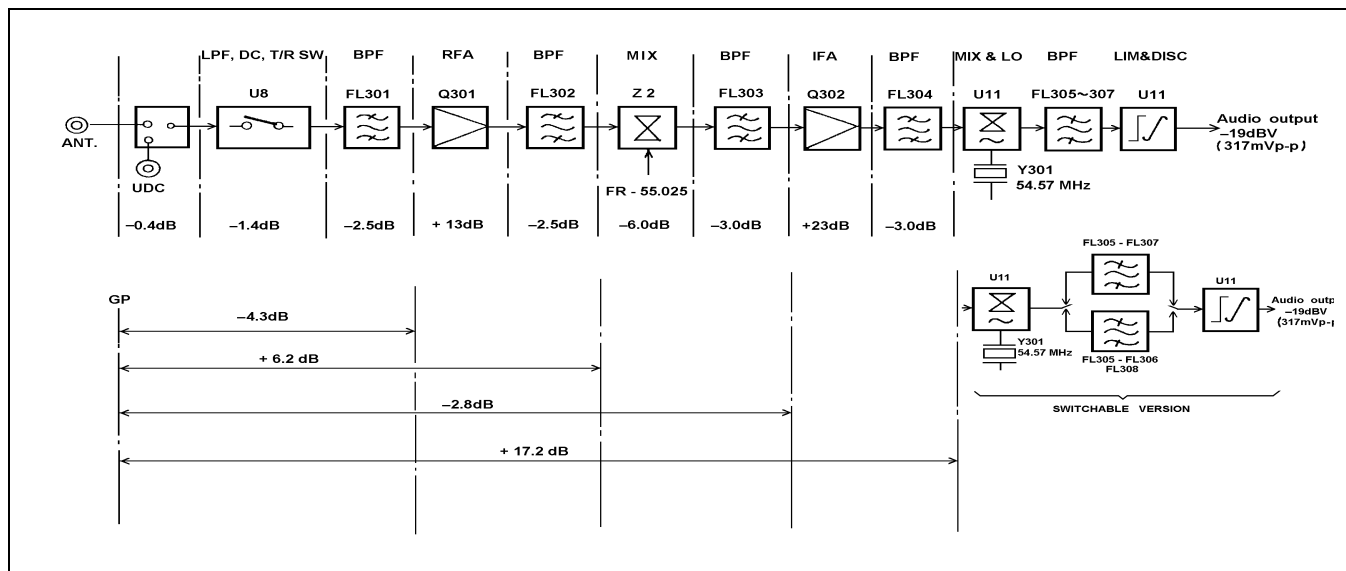 LPF, DC, T/R SW BPF RFA BPF MIX BPF IFA BPF MIX & LO BPF LIM&DISC
U8 FL301 Q301 FL302 Z 2 FL303 Q302 FL304 U11 FL305～307 U11
ANT.
UDC
FR - 55.025
Y301
54.57 MHz
Audio output
–19dBV
(317mVp-p)
–0.4dB –1.4dB –2.5dB + 13dB –2.5dB –6.0dB –3.0dB +23dB –3.0dB
GP
–4.3dB
+ 6.2 dB
–2.8dB
+ 17.2 dB
FL305 - FL307
U11 U11
Y301
54.57 MHz
FL305 - FL306
FL308
Audio outp
–19dBV
(317mVp-p
SWITCHABLE VERSION